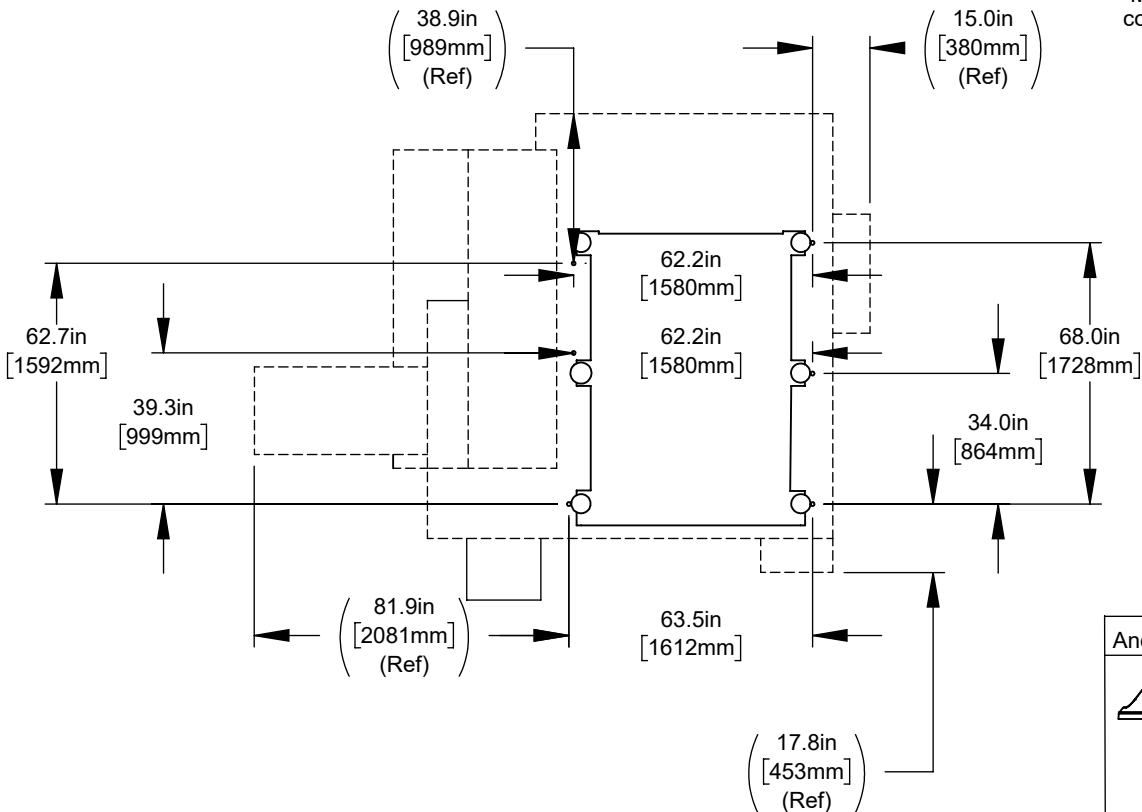 38.9in
[989mm]
(Ref)
15.0in
[380mm]
(Ref)
co
62.2in
[1580mm]
62.2in
[1580mm]
62.7in
[1592mm]
39.3in
[999mm]
68.0in
[1728mm]
34.0in
[864mm]
81.9in
[2081mm]
(Ref)
63.5in
[1612mm]
17.8in
[453mm]
(Ref)